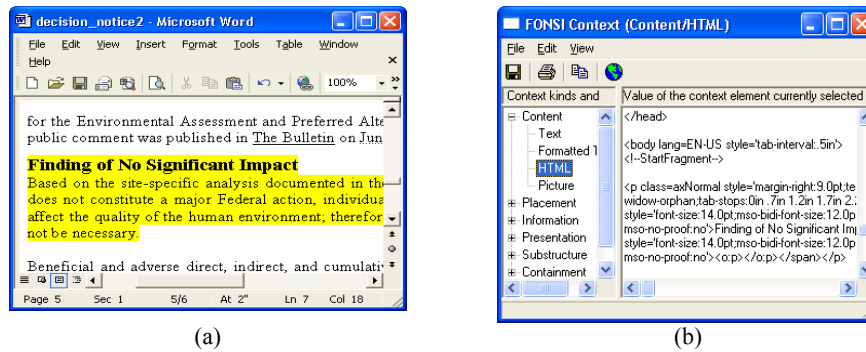 decision_notice2 - Microsoft Word
File Edit View Insert Format Tools Table Window
Help
100%
for the Environmental Assessment and Preferred Alte
public comment was published in The Bulletin on Jun
Finding of No Significant Impact
Based on the site-specific analysis documented in th
does not constitute a major Federal action, individua
affect the quality of the human environment; therefor
not be necessary.
Beneficial and adverse direct, indirect, and cumulati
Page 5 Sec 1 5/6 At 2" Ln 7 Col 18
(a)
FONSI Context (Content/HTML)
File Edit View
Context kinds and Value of the context element currently selected
Content
Text
Formatted T
HTML
Picture
Placement
Information
Presentation
Substructure
Containment
</head>
<body lang=EN-US style='tab-interval:.5in'>
<!--StartFragment-->
<p class=axNormal style='margin-right:9.0pt;te
widow-orphan;tab-stops:0in .7in 1.2in 1.7in 2.
style='font-size:14.0pt;mso-bidi-font-size:12.0p
mso-no-proof:no'>Finding of No Significant Im
style='font-size:14.0pt;mso-bidi-font-size:12.0p
mso-no-proof:no'><o:p></o:p></span></p>
(b)